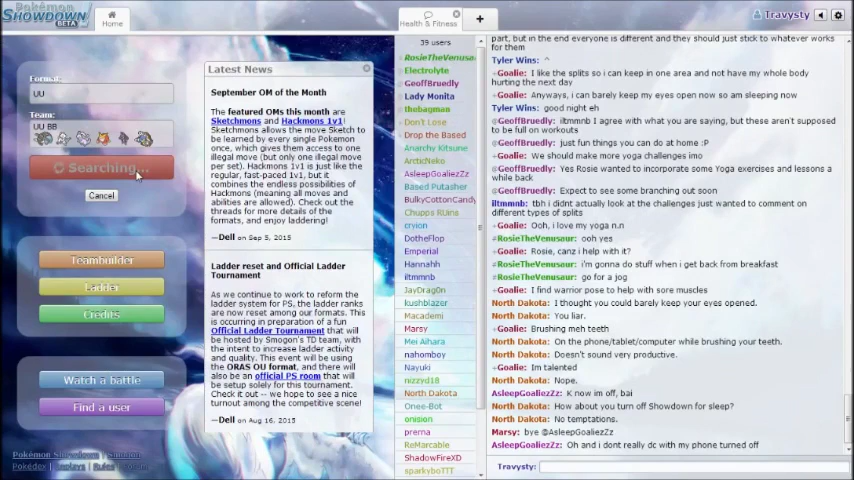 Pokémon
Showdown
BETA
Home
Health & Fitness
+
Travysty
Format:
UU
Team:
UU BB
Searching...
Cancel
Teambuilder
Ladder
Credits
Watch a battle
Find a user
Pokémon Showdown | Smogon
Pokédex | Replays | Rules |
Latest News
September OM of the Month
The featured OMs this month are
Sketchmons and Hackmons 1v1!
Sketchmons allows the move Sketch to
be learned by every single Pokemon
once, which gives them access to one
illegal move (but only one illegal move
per set). Hackmons 1v1 is just like the
regular, fast-paced 1v1, but it
combines the endless possibilities of
Hackmons (meaning all moves and
abilities are allowed). Check out the
threads for more details of the
formats, and enjoy laddering!
—Dell on Sep 5, 2015
Ladder reset and Official Ladder
Tournament
As we continue to work to reform the
ladder system for PS, the ladder ranks
are now reset among our formats. This
is occurring in preparation of a fun
Official Ladder Tournament that will
be hosted by Smogon's TD team, with
the intent to increase ladder activity
and quality. This event will be using
the ORAS OU format, and there will
also be an official PS room that will
be setup solely for this tournament.
Check it out -- we hope to see a nice
turnout among the competitive scene!
—Dell on Aug 16, 2015
39 users
#RosieTheVenusaur
Electrolyte
GeoffBruedly
Lady Monita
thebagman
Don't Lose
Drop the Based
Anarchy Kitsune
ArcticNeko
AsleepGoaliezZz
Based Putasher
BulkyCottonCandy
Chupps RUins
cryion
DotheFlop
Emperial
Hannahh
iltmmnb
JayDrag0n
kushblazer
Macademi
Marsy
Mei Aihara
nahomboy
Nayuki
nizzyd18
North Dakota
Onee-Bot
onision
prerna
ReMarcable
ShadowFireXD
sparkyboTTT
part, but in the end everyone is different and they should just stick to whatever works
for them
Tyler Wins: ^
+Goalie: I like the splits so i can keep in one area and not have my whole body
hurting the next day
+Goalie: Anyways, i can barely keep my eyes open now so am sleeping now
Tyler Wins: good night eh
@GeoffBruedly: iltmmnb I agree with what you are saying, but these aren't supposed
to be full on workouts
@GeoffBruedly: just fun things you can do at home :P
+Goalie: We should make more yoga challenges imo
@GeoffBruedly: Yes Rosie wanted to incorporate some Yoga exercises and lessons a
while back
@GeoffBruedly: Expect to see some branching out soon
iltmmnb: tbh i didnt actually look at the challenges just wanted to comment on
different types of splits
+Goalie: Ooh, i love my yoga n.n
#RosieTheVenusaur: ooh yes
+Goalie: Rosie, canz i help with it?
#RosieTheVenusaur: i'm gonna do stuff when i get back from breakfast
#RosieTheVenusaur: go for a jog
+Goalie: I find warrior pose to help with sore muscles
North Dakota: I thought you could barely keep your eyes opened.
North Dakota: You liar.
+Goalie: Brushing meh teeth
North Dakota: On the phone/tablet/computer while brushing your teeth.
North Dakota: Doesn't sound very productive.
+Goalie: Im talented
North Dakota: Nope.
AsleepGoaliezZz: K now im off, bai
North Dakota: How about you turn off Showdown for sleep?
North Dakota: No temptations.
Marsy: bye @AsleepGoaliezZz
AsleepGoaliezZz: Oh and i dont really dc with my phone turned off
Travysty: